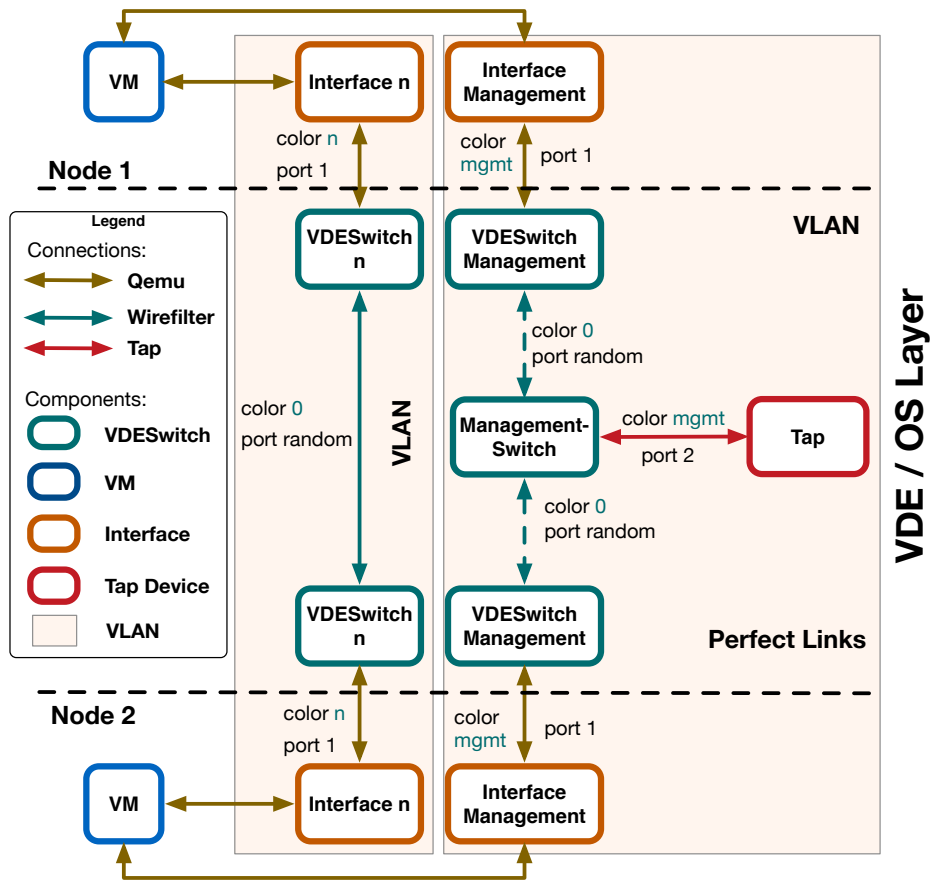 VM
Interface n
Interface
Management
color n
port 1
color
mgmt
port 1
Node 1
Legend
Connections:
Qemu
Wirefilter
Tap
Components:
VDESwitch
VM
Interface
Tap Device
VLAN
VDESwitch
n
VDESwitch
Management
VLAN
color 0
port random
color 0
port random
VLAN
Management-
Switch
color mgmt
port 2
Tap
color 0
port random
VDESwitch
n
VDESwitch
Management
Perfect Links
VDE / OS Layer
Node 2
color n
port 1
color
mgmt
port 1
VM
Interface n
Interface
Management